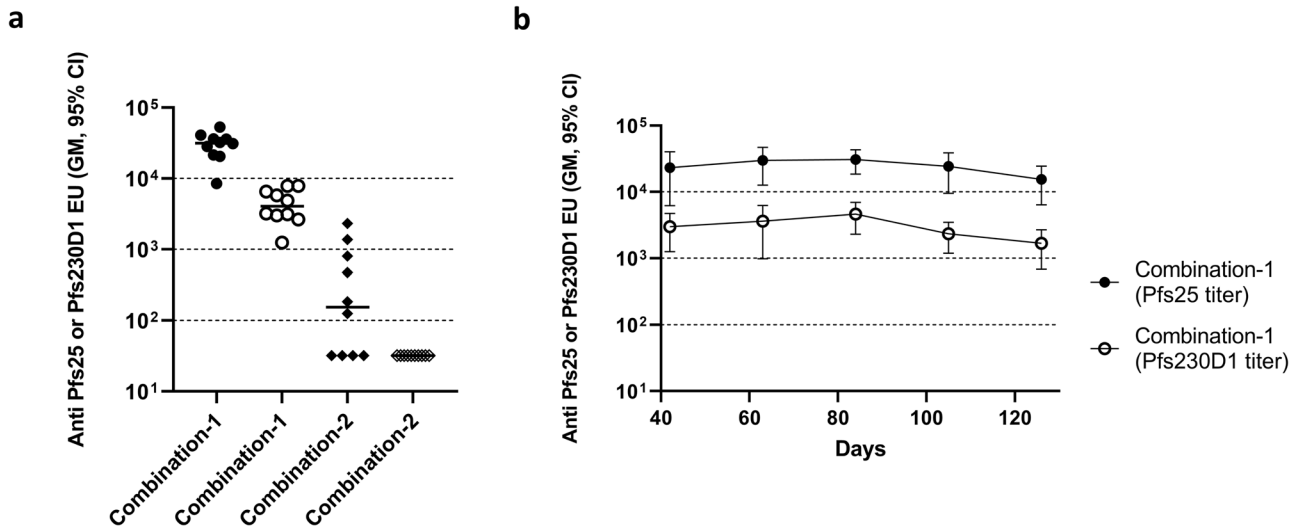 a
b
Anti Pfs25 or Pfs230D1 EU (GM, 95% CI)
10⁵
10⁴
10³
10²
10¹
Combination-1
Combination-1
Combination-2
Combination-2
Anti Pfs25 or Pfs230D1 EU (GM, 95% CI)
10⁵
10⁴
10³
10²
10¹
40
60
80
100
120
Days
Combination-1
(Pfs25 titer)
Combination-1
(Pfs230D1 titer)